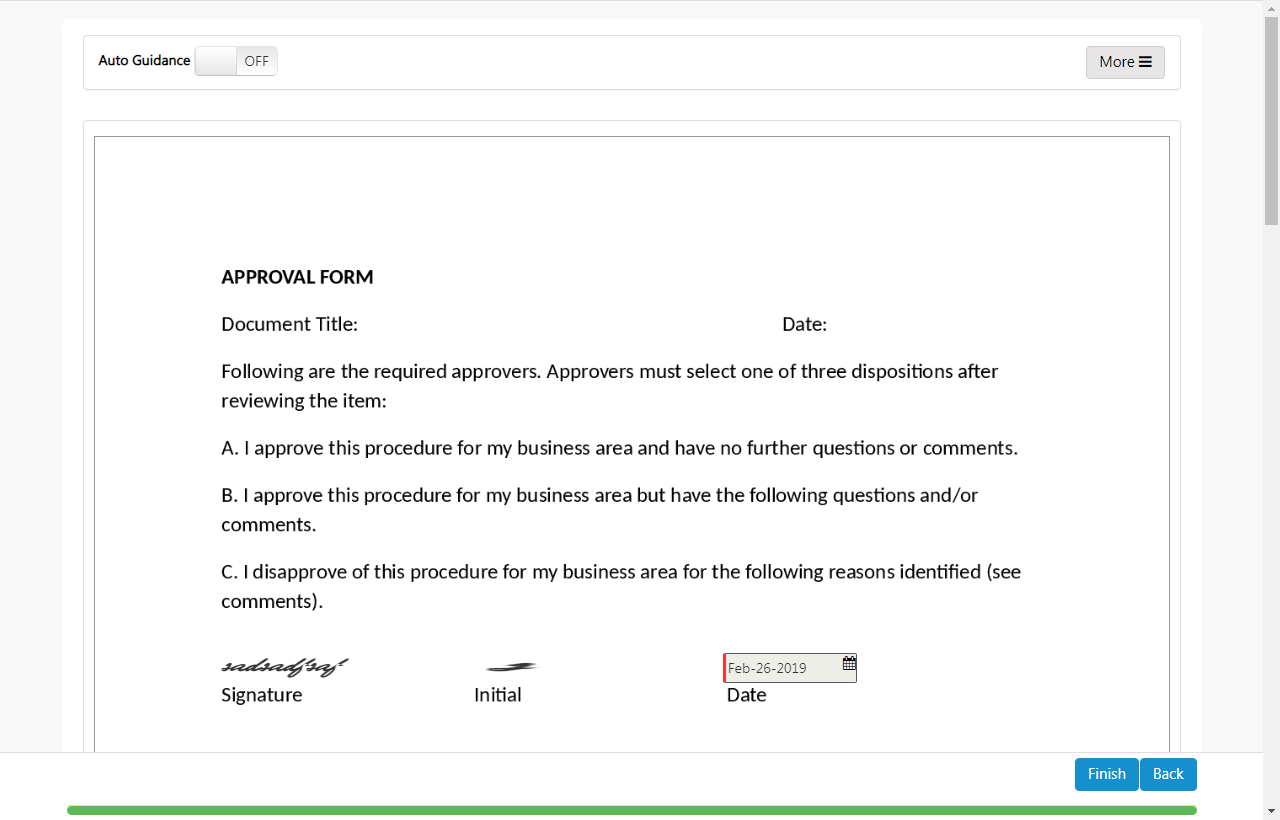 Auto Guidance OFF More
APPROVAL FORM
Document Title: Date:
Following are the required approvers. Approvers must select one of three dispositions after
reviewing the item:
A. I approve this procedure for my business area and have no further questions or comments.
B. I approve this procedure for my business area but have the following questions and/or
comments.
C. I disapprove of this procedure for my business area for the following reasons identified (see
comments).
Feb-26-2019
Signature Initial Date
Finish Back